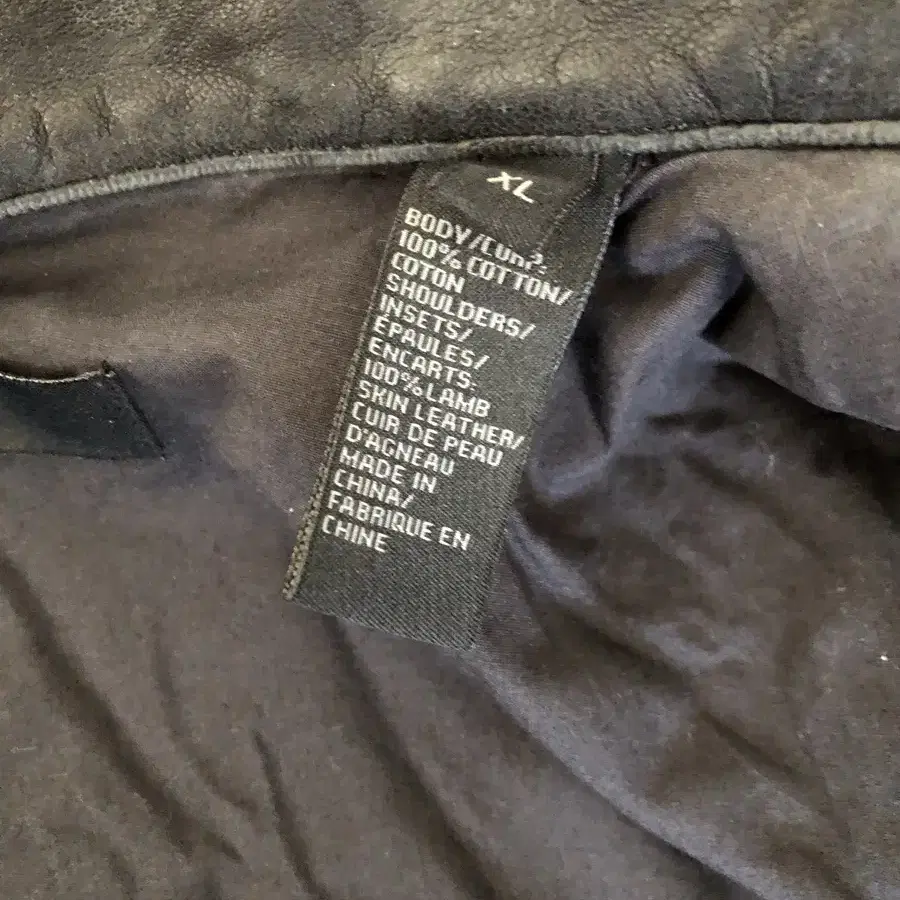 XL
BODY/
100% COTTON/
COTON
SHOULDERS/
INSETS/
ÉPAULES/
ENCARTS:
100% LAMB
SKIN LEATHER/
CUIR DE PEAU
D'AGNEAU
MADE IN
CHINA/
FABRIQUE EN
CHINE